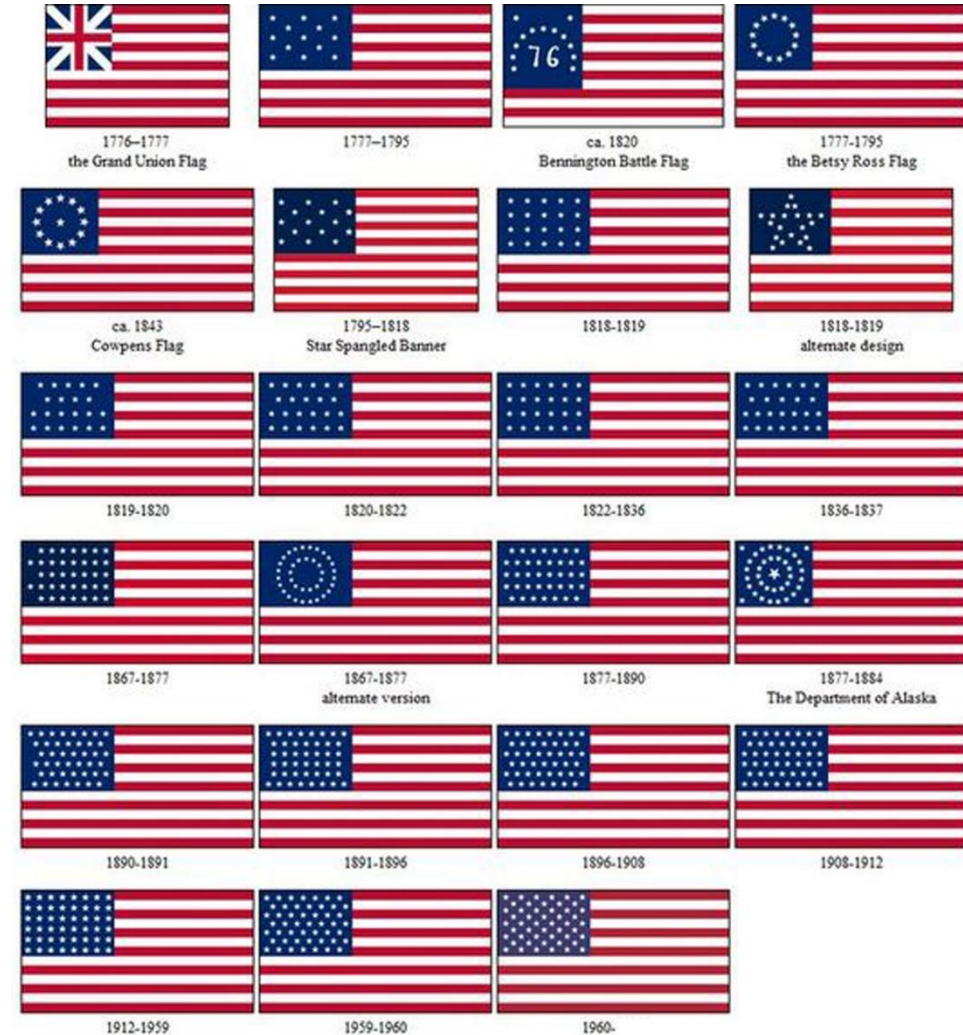 76
1776–1777
the Grand Union Flag
1777–1795
ca. 1820
Bennington Battle Flag
1777-1795
the Betsy Ross Flag
ca. 1843
Cowpens Flag
1795–1818
Star Spangled Banner
1818-1819
1818-1819
alternate design
1819-1820
1820-1822
1822-1836
1836-1837
1867-1877
1867-1877
alternate version
1877-1890
1877-1884
The Department of Alaska
1890-1891
1891-1896
1896-1908
1908-1912
1912-1959
1959-1960
1960-